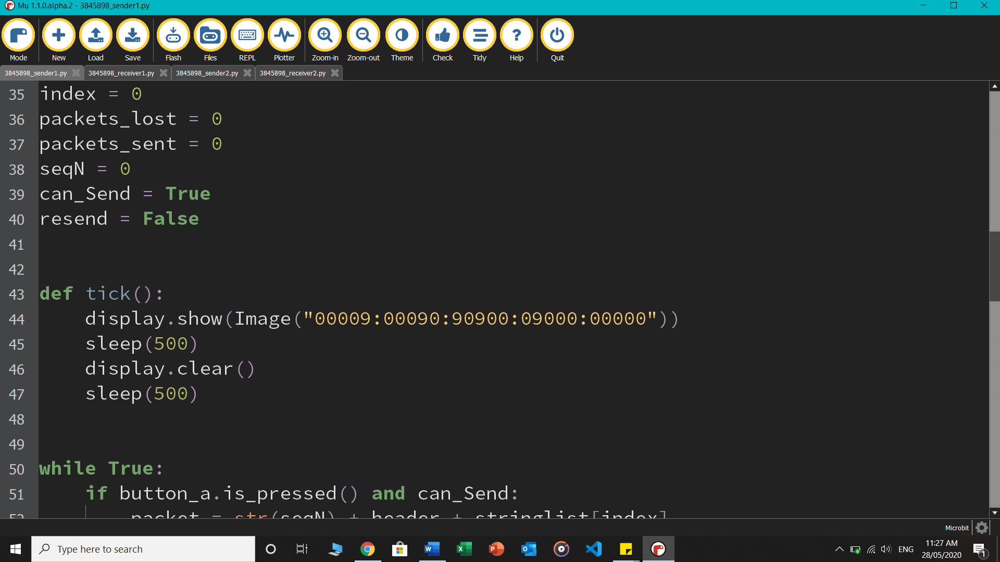 Mu 1.1.0.alpha.2 - 3845898_sender1.py
Mode New Load Save Flash Files REPL Plotter Zoom-in Zoom-out Theme Check Tidy Help Quit
3845898_sender1.py 3845898_receiver1.py 3845898_sender2.py 3845898_receiver2.py
35 index = 0
36 packets_lost = 0
37 packets_sent = 0
38 seqN = 0
39 can_Send = True
40 resend = False
41
42
43 def tick():
44     display.show(Image("00009:00090:90900:09000:00000"))
45     sleep(500)
46     display.clear()
47     sleep(500)
48
49
50 while True:
51     if button_a.is_pressed() and can_Send:
52         packet = str(seqN) + header + stringlist[index]
Microbit
Type here to search
ENG
11:27 AM
28/05/2020
1